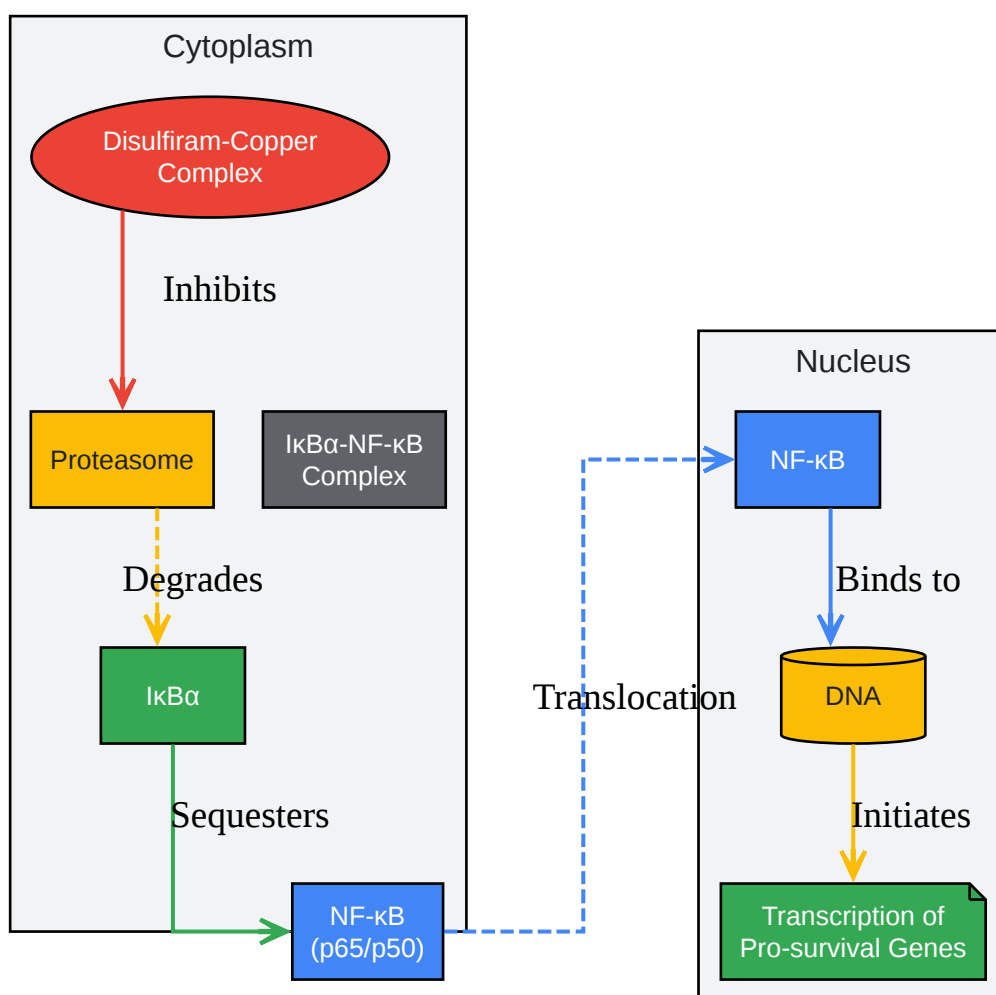 Cytoplasm
Disulfiram-Copper
Complex
Inhibits
Proteasome
IκBα-NF-κB
Complex
Degrades
IκBα
Sequesters
NF-κB
(p65/p50)
Translocation
Nucleus
NF-κB
Binds to
DNA
Initiates
Transcription of
Pro-survival Genes